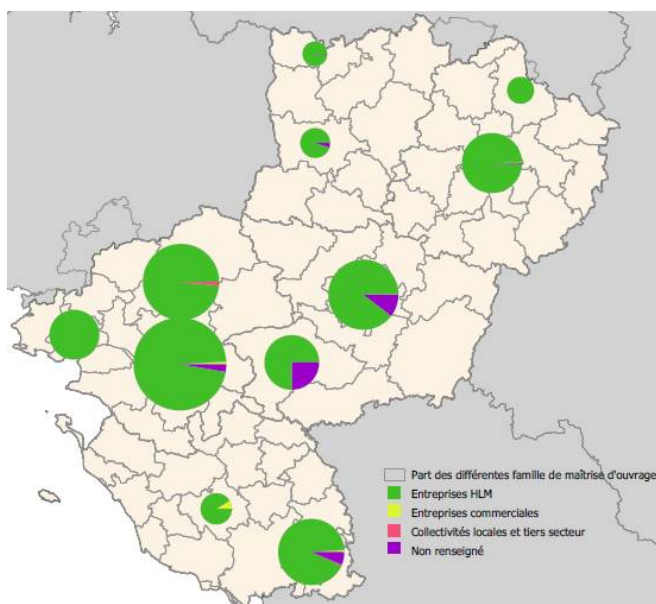 Part des différentes famille de maîtrise d'ouvrage
Entreprises HLM
Entreprises commerciales
Collectivités locales et tiers secteur
Non renseigné